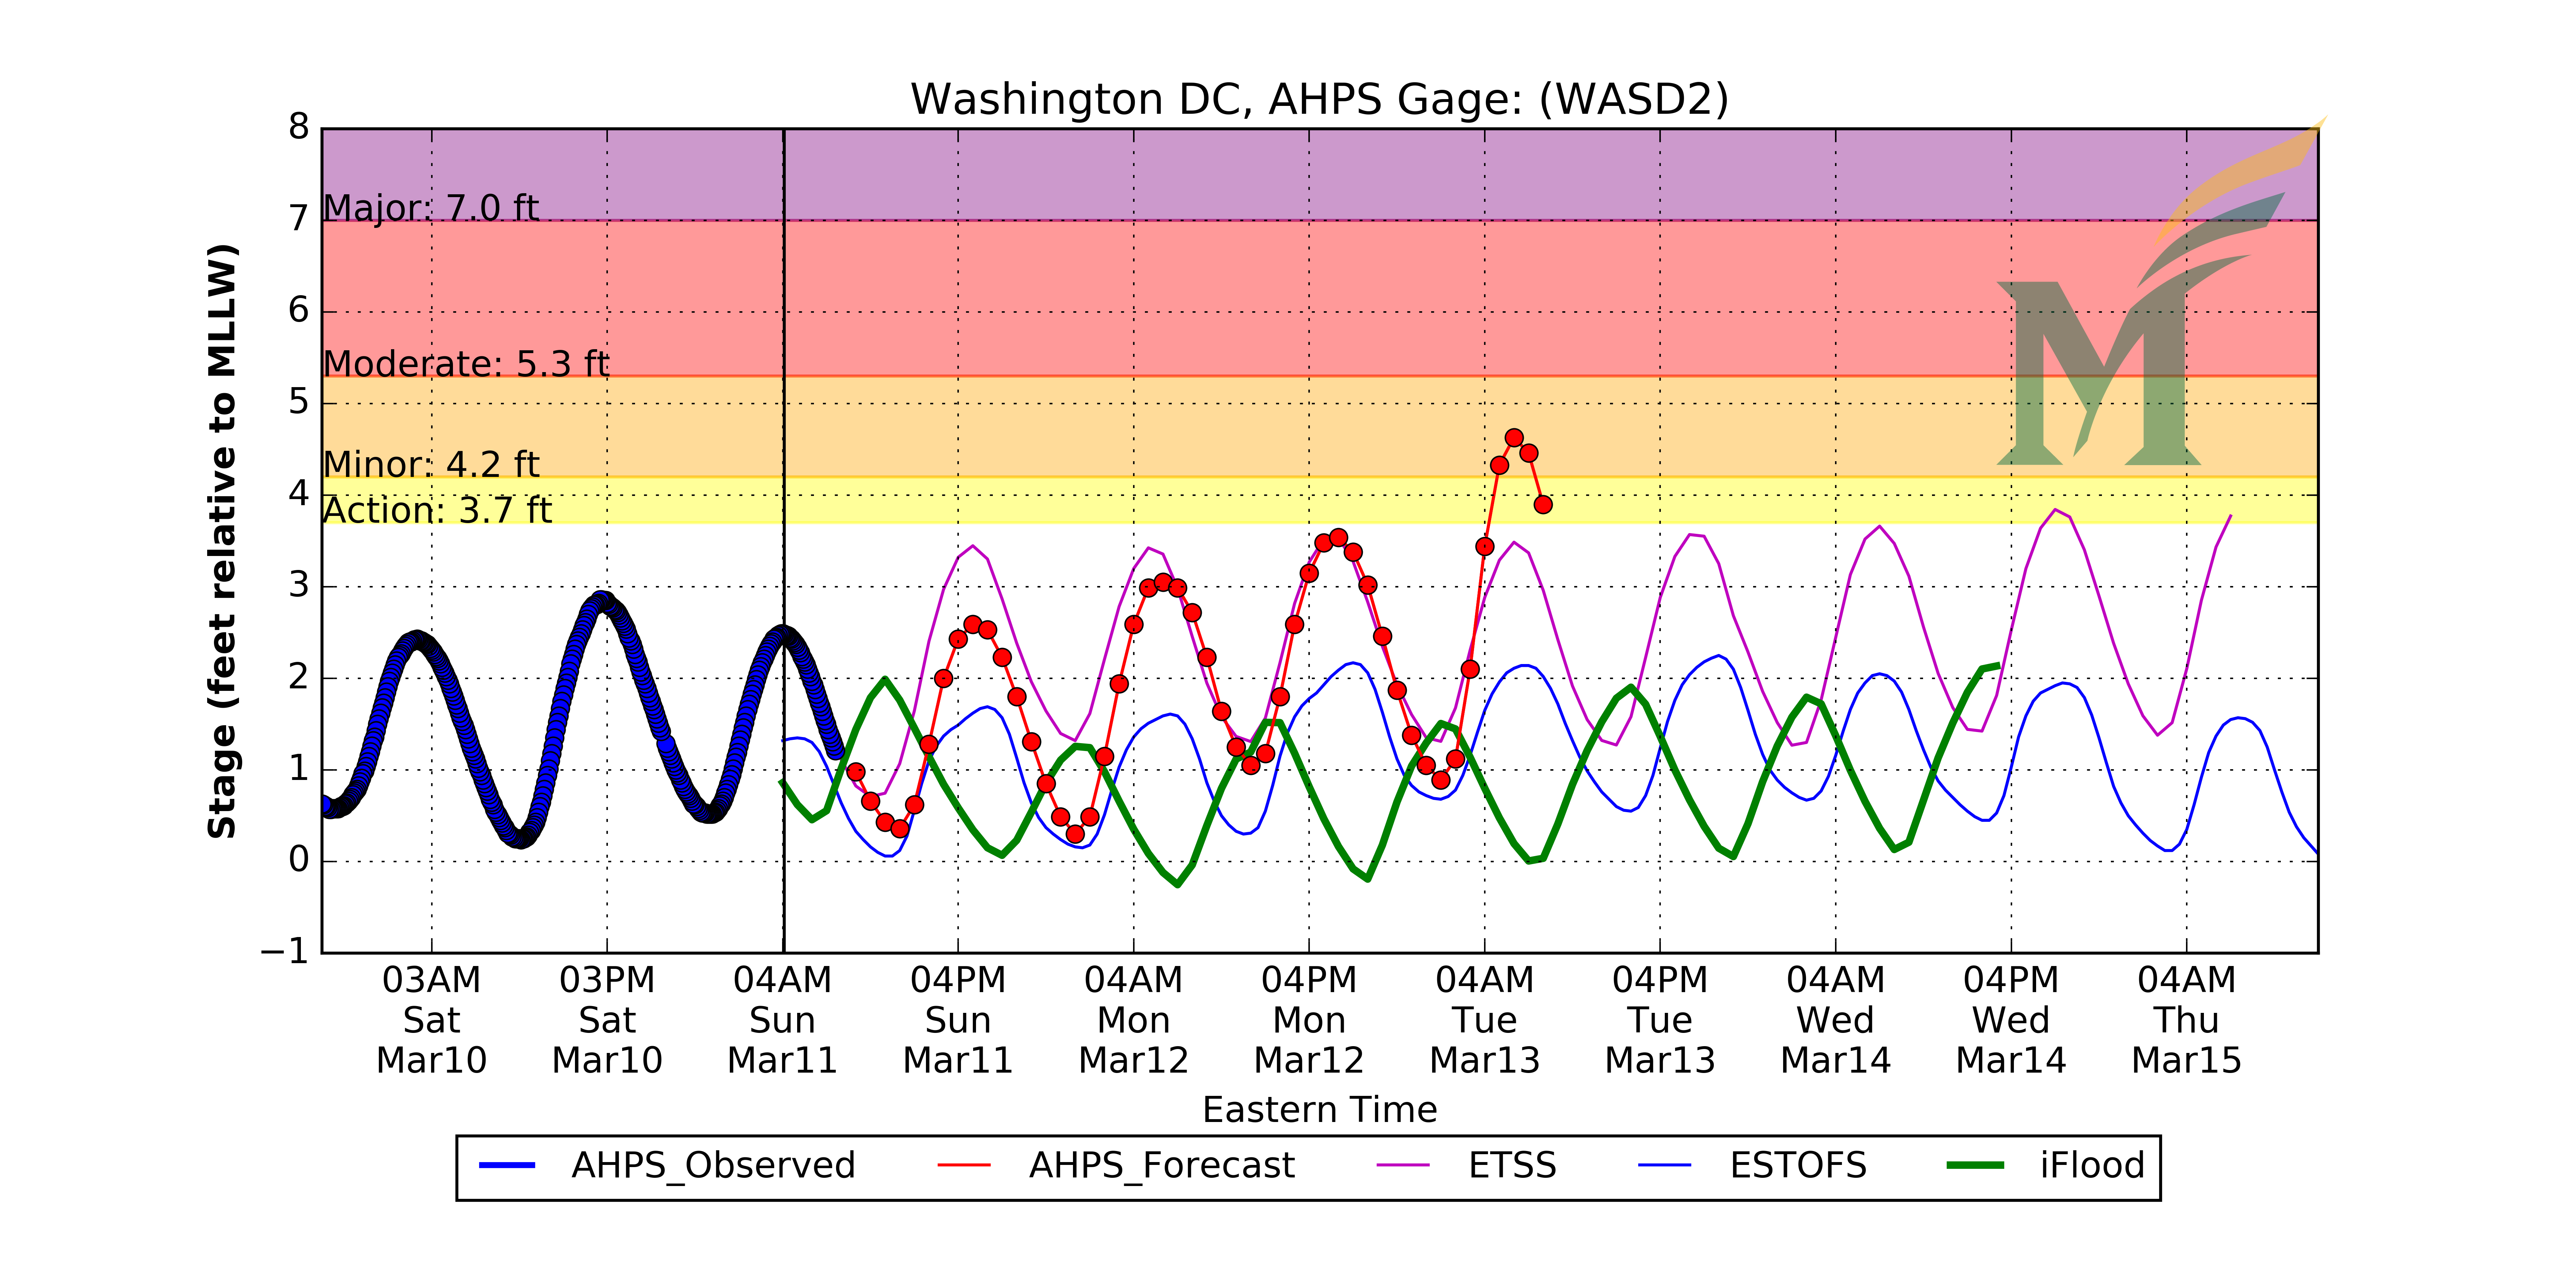 Washington DC, AHPS Gage: (WASD2)
Stage (feet relative to MLLW)
8
7
6
5
4
3
2
1
0
−1
Major: 7.0 ft
Moderate: 5.3 ft
Minor: 4.2 ft
Action: 3.7 ft
M
03AM 03PM 04AM 04PM 04AM 04PM 04AM 04PM 04AM 04PM 04AM
Sat Sat Sun Sun Mon Mon Tue Tue Wed Wed Thu
Mar10 Mar10 Mar11 Mar11 Mar12 Mar12 Mar13 Mar13 Mar14 Mar14 Mar15
Eastern Time
AHPS_Observed AHPS_Forecast ETSS ESTOFS iFlood